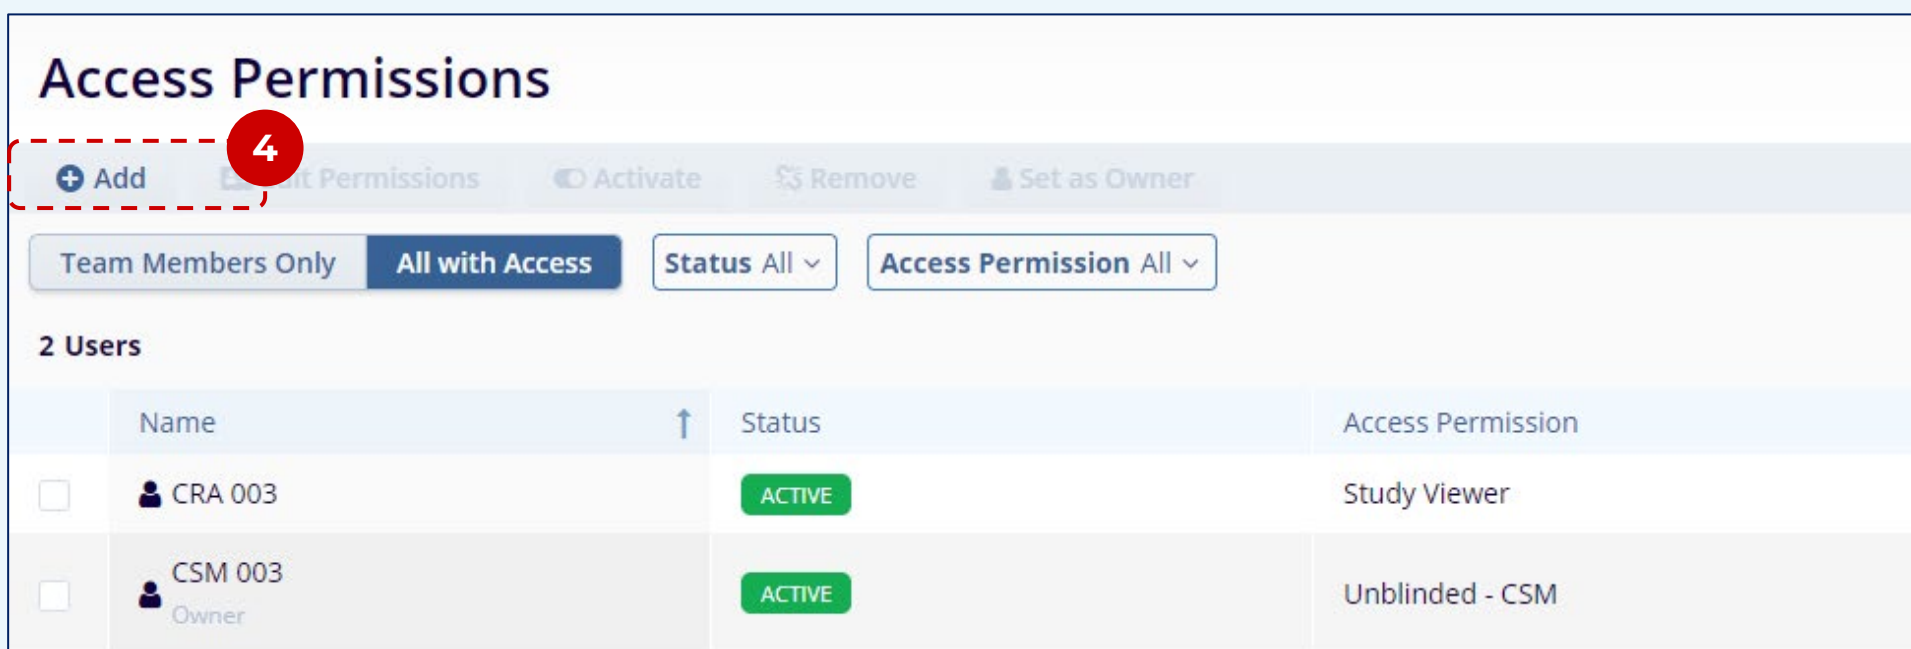 Access Permissions
4
Add Edit Permissions Activate Remove Set as Owner
Team Members Only All with Access Status All Access Permission All
2 Users
Name Status Access Permission
CRA 003 ACTIVE Study Viewer
CSM 003 ACTIVE Unblinded - CSM
Owner